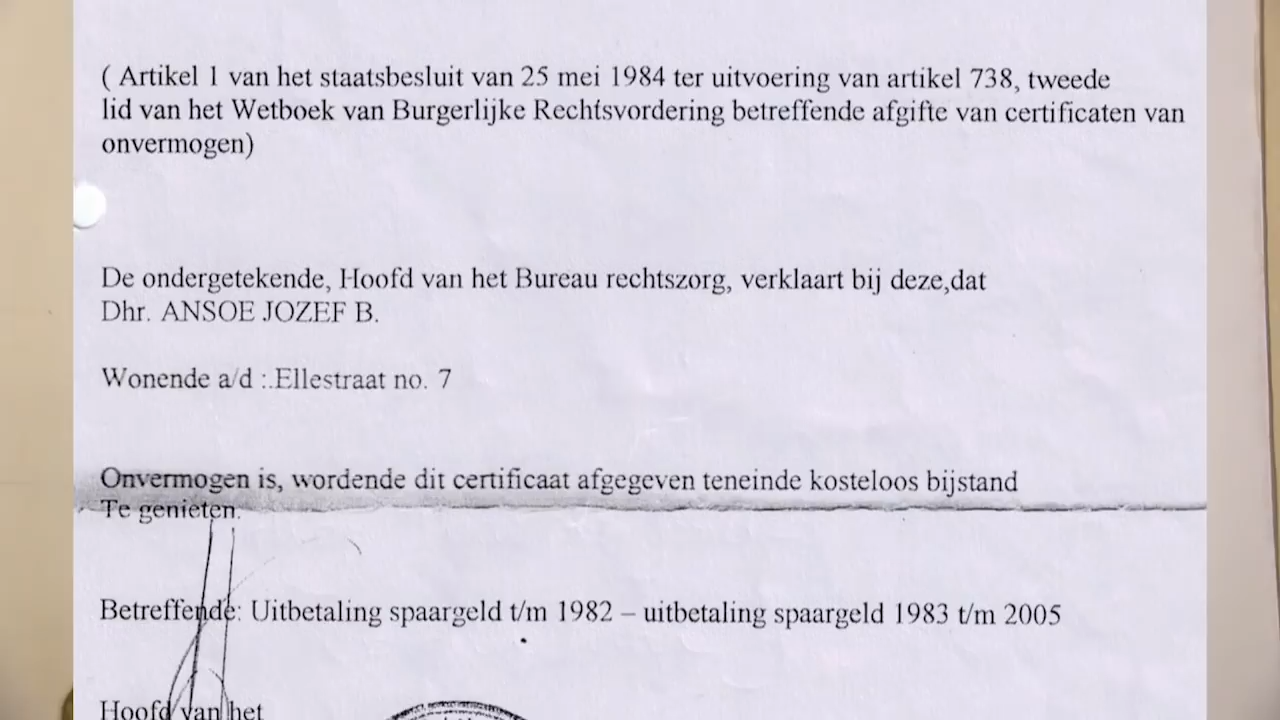 ( Artikel 1 van het staatsbesluit van 25 mei 1984 ter uitvoering van artikel 738, tweede
lid van het Wetboek van Burgerlijke Rechtsvordering betreffende afgifte van certificaten van
onvermogen)
De ondergetekende, Hoofd van het Bureau rechtszorg, verklaart bij deze,dat
Dhr. ANSOE JOZEF B.
Wonende a/d :.Ellestraat no. 7
Onvermogen is, wordende dit certificaat afgegeven teneinde kosteloos bijstand
Te genieten.
Betreffende: Uitbetaling spaargeld t/m 1982 – uitbetaling spaargeld 1983 t/m 2005
Hoofd van het